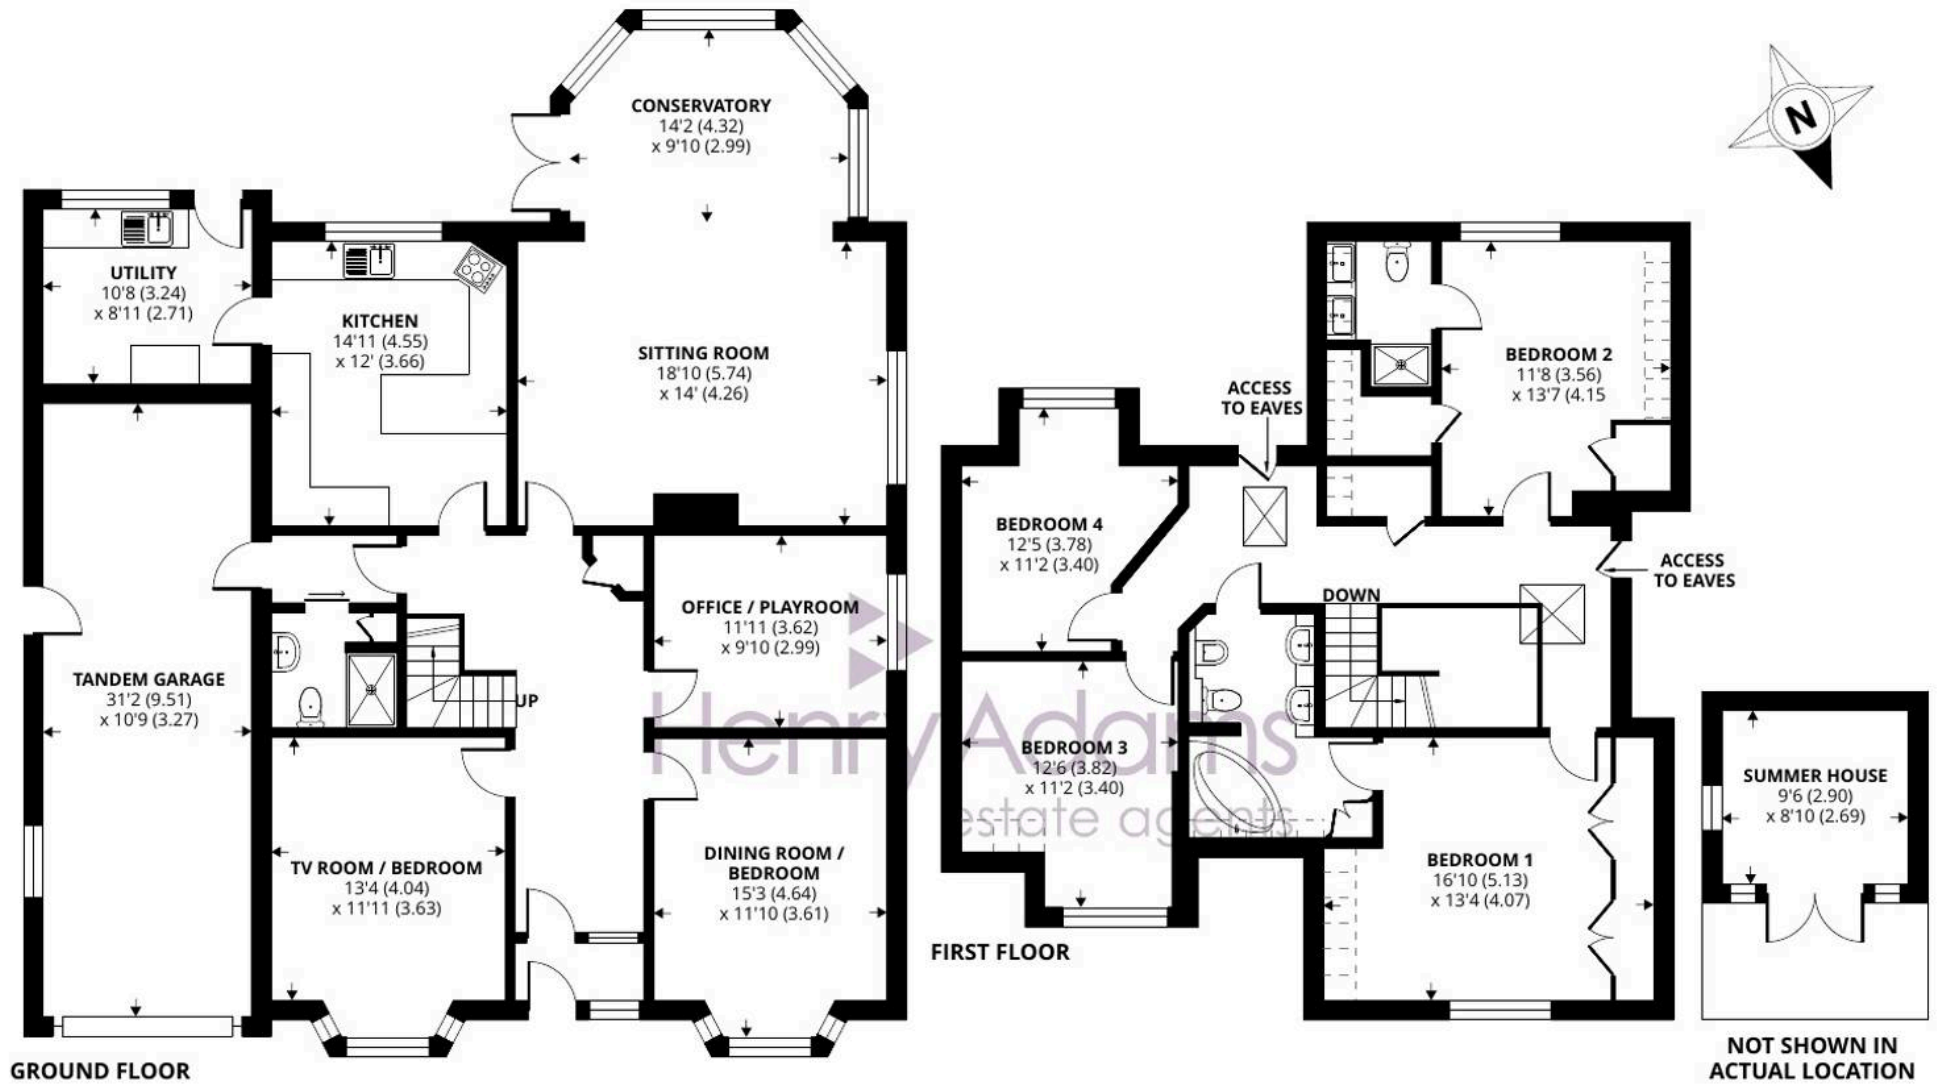 CONSERVATORY
14'2 (4.32)
x 9'10 (2.99)
N
UTILITY
10'8 (3.24)
x 8'11 (2.71)
KITCHEN
14'11 (4.55)
x 12' (3.66)
SITTING ROOM
18'10 (5.74)
x 14' (4.26)
TANDEM GARAGE
31'2 (9.51)
x 10'9 (3.27)
UP
OFFICE / PLAYROOM
11'11 (3.62)
x 9'10 (2.99)
TV ROOM / BEDROOM
13'4 (4.04)
x 11'11 (3.63)
DINING ROOM /
BEDROOM
15'3 (4.64)
x 11'10 (3.61)
GROUND FLOOR
Henry Adams
estate agents
BEDROOM 2
11'8 (3.56)
x 13'7 (4.15
ACCESS
TO EAVES
BEDROOM 4
12'5 (3.78)
x 11'2 (3.40)
ACCESS
TO EAVES
DOWN
BEDROOM 3
12'6 (3.82)
x 11'2 (3.40)
BEDROOM 1
16'10 (5.13)
x 13'4 (4.07)
FIRST FLOOR
SUMMER HOUSE
9'6 (2.90)
x 8'10 (2.69)
NOT SHOWN IN
ACTUAL LOCATION